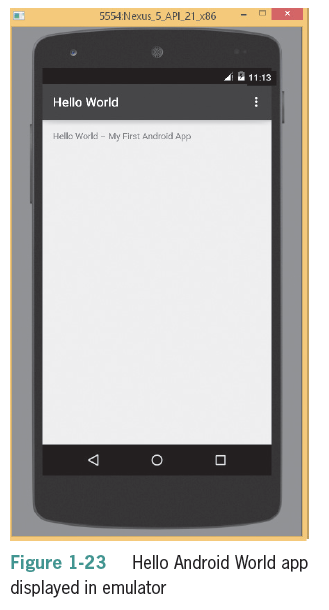 5554:Nexus_5_API_21_x86
11:13
Hello World
Hello World – My First Android App
Figure 1-23 Hello Android World app
displayed in emulator